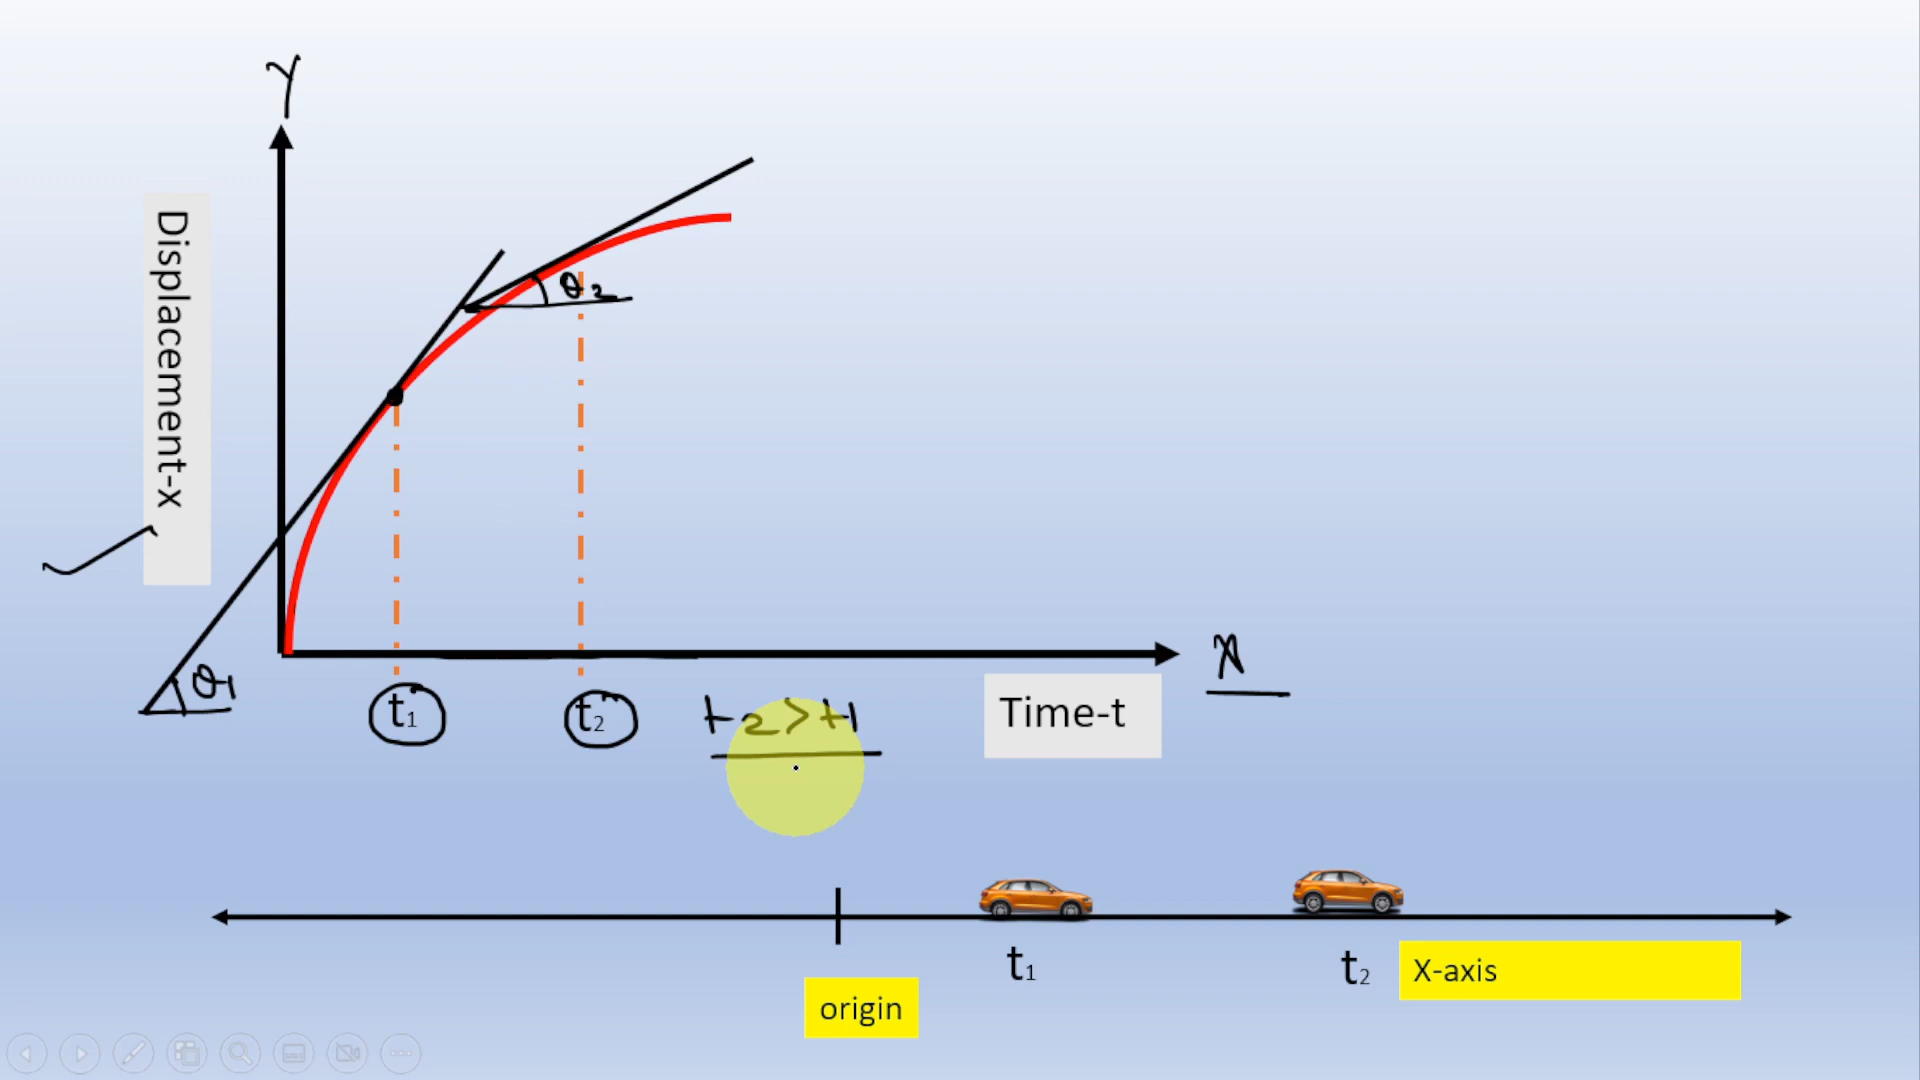 Y
Displacement-x
θ2
θ1
t1
t2
t2>t1
Time-t
X
t1
t2
X-axis
origin